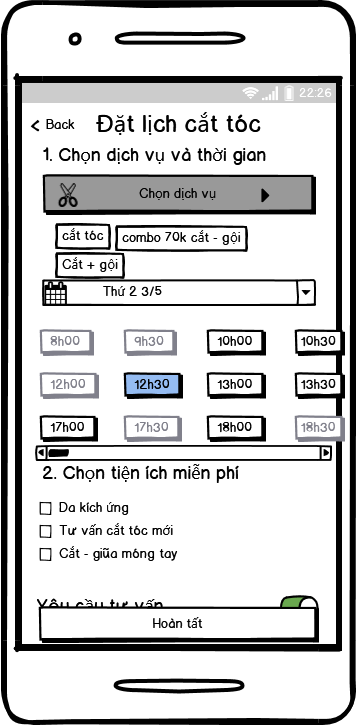 22.26
Back Đặt lịch cắt tóc
1. Chọn dịch vụ và thời gian
Chọn dịch vụ
cắt tóc combo 70k cắt - gội
Cắt + gội
Thứ 2 3/5
8h00 9h30 10h00 10h30
12h00 12h30 13h00 13h30
17h00 17h30 18h00 18h30
2. Chọn tiện ích miễn phí
Da kích ứng
Tư vấn cắt tóc mới
Cắt - giũa móng tay
Yêu cầu tư vấn
Hoàn tất